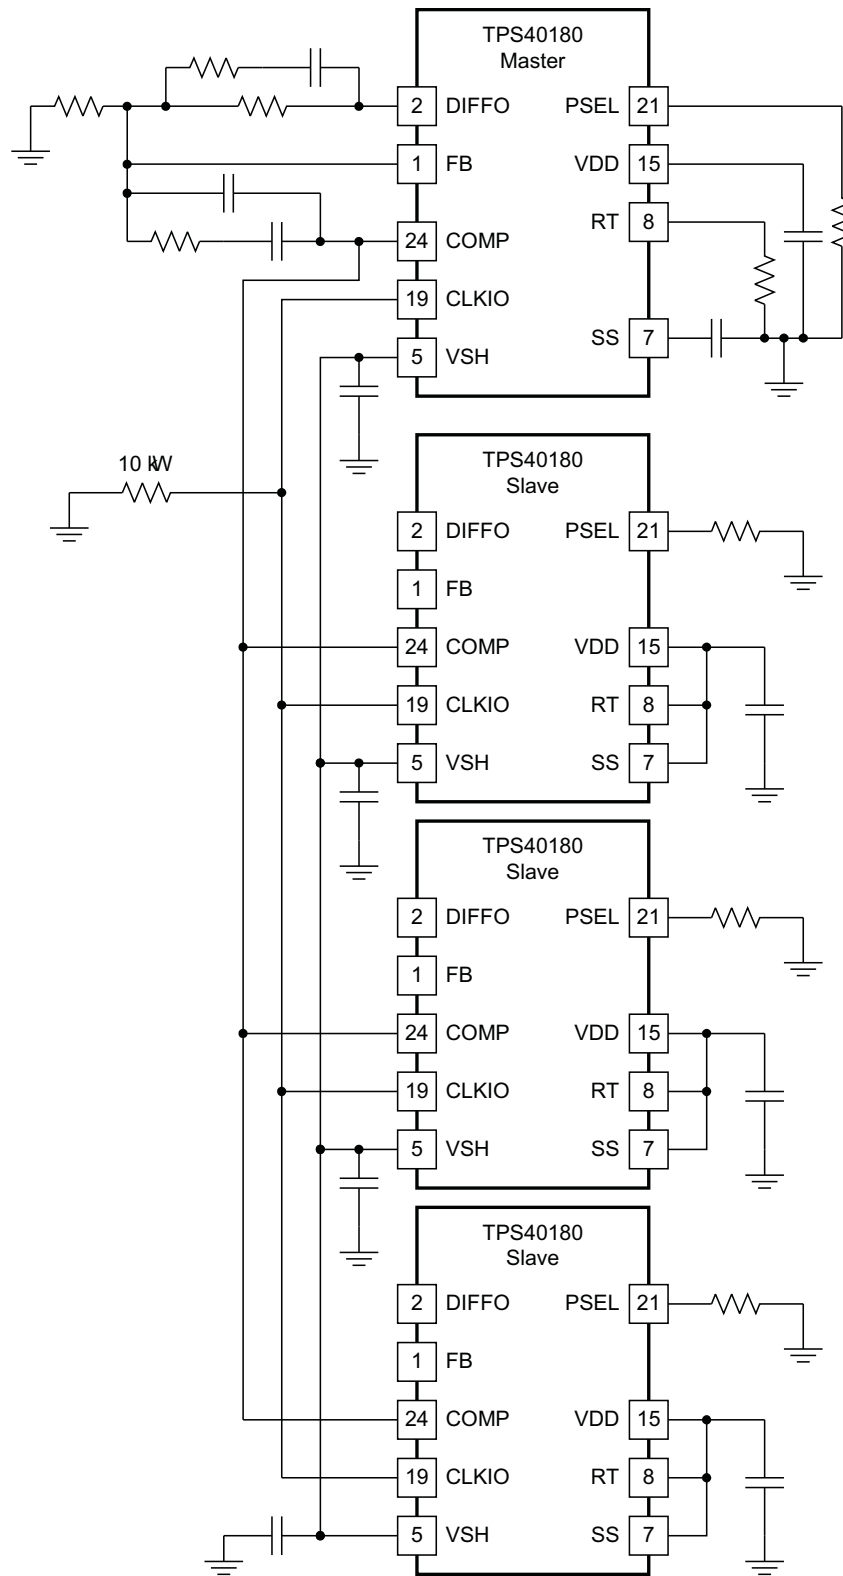 TPS40180
Master
2 DIFFO PSEL 21
1 FB VDD 15
RT 8
24 COMP
19 CLKIO
SS 7
5 VSH
10 kW
TPS40180
Slave
2 DIFFO PSEL 21
1 FB
24 COMP VDD 15
19 CLKIO RT 8
5 VSH SS 7
TPS40180
Slave
2 DIFFO PSEL 21
1 FB
24 COMP VDD 15
19 CLKIO RT 8
5 VSH SS 7
TPS40180
Slave
2 DIFFO PSEL 21
1 FB
24 COMP VDD 15
19 CLKIO RT 8
5 VSH SS 7